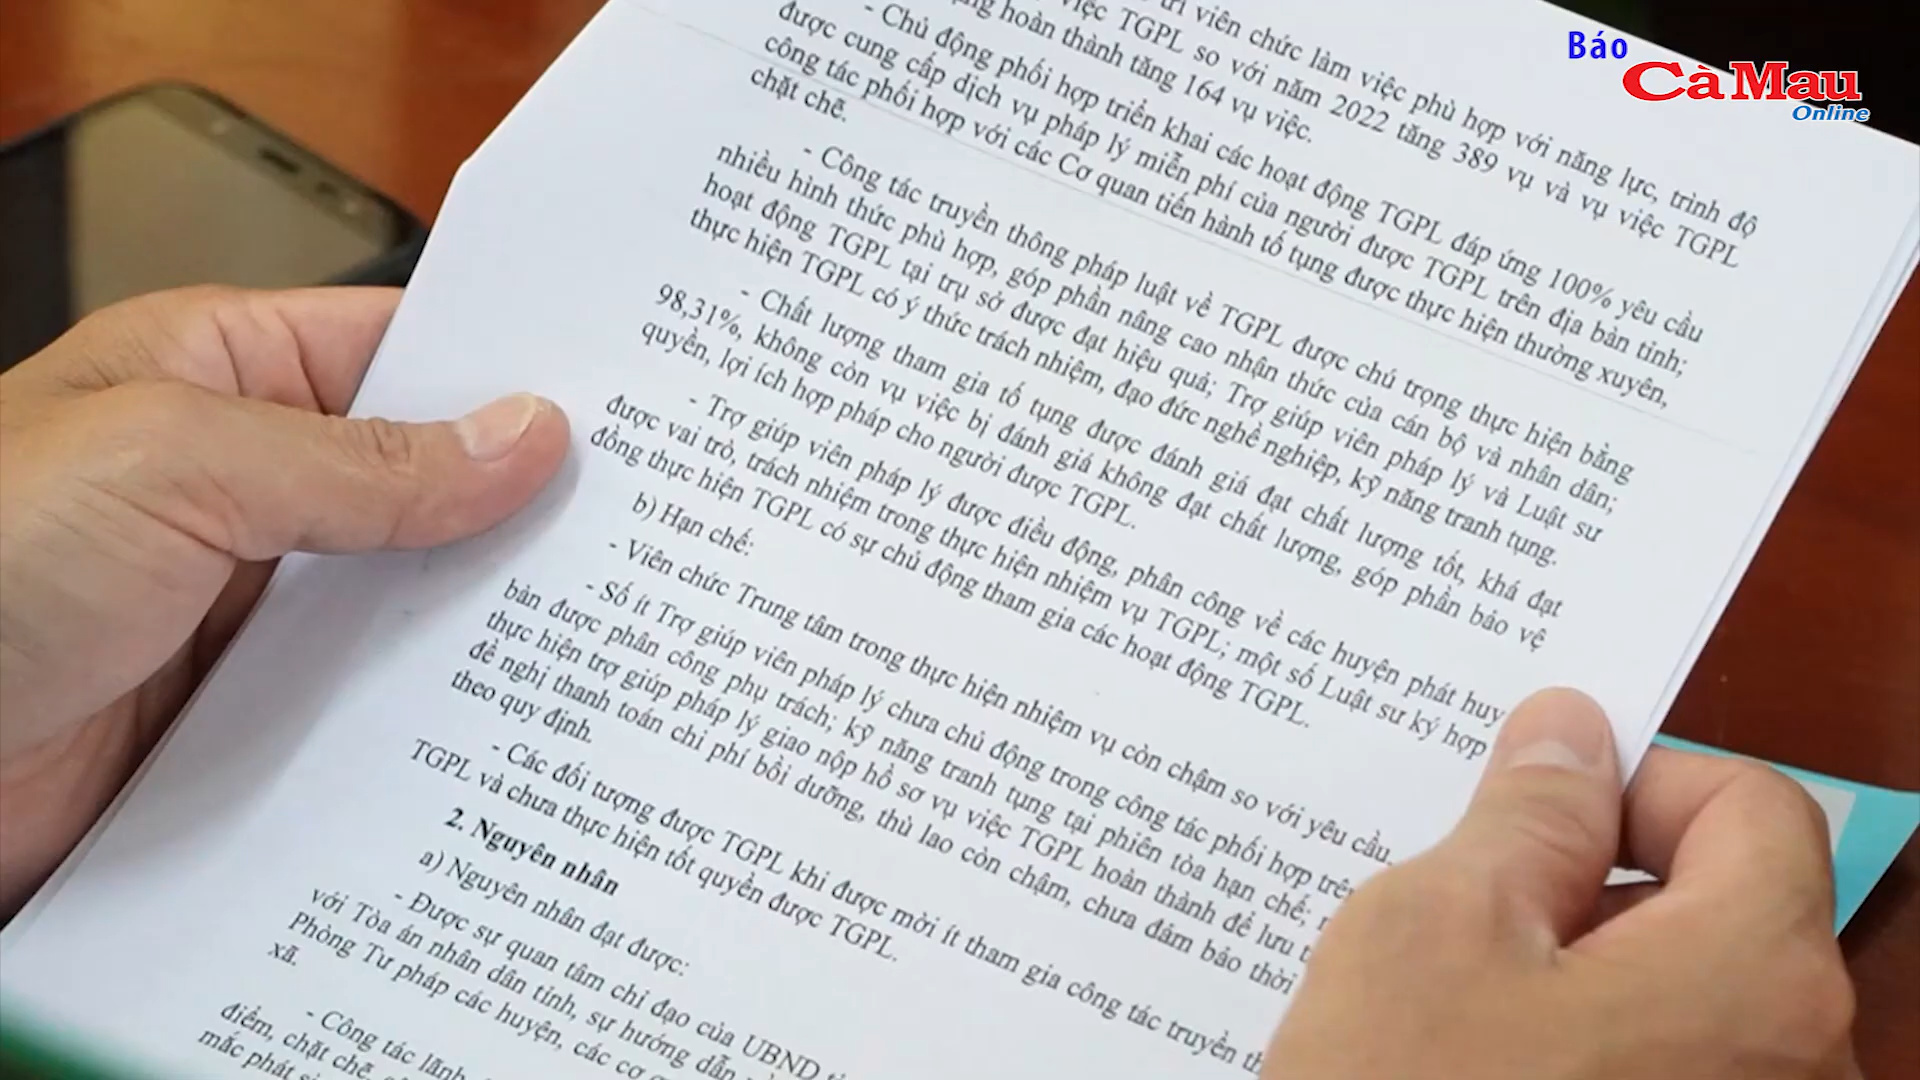 Báo
Cà Mau
Online
viên chức làm việc phù hợp với năng lực, trình độ
việc TGPL so với năm 2022 tăng 389 vụ và vụ việc TGPL
hoàn thành tăng 164 vụ việc.
- Chủ động phối hợp triển khai các hoạt động TGPL đáp ứng 100% yêu cầu
được cung cấp dịch vụ pháp lý miễn phí của người được TGPL trên địa bàn tỉnh;
công tác phối hợp với các Cơ quan tiến hành tố tụng được thực hiện thường xuyên,
chặt chẽ.
- Công tác truyền thông pháp luật về TGPL được chú trọng thực hiện bằng
nhiều hình thức phù hợp, góp phần nâng cao nhận thức của cán bộ và nhân dân;
hoạt động TGPL tại trụ sở được đạt hiệu quả; Trợ giúp viên pháp lý và Luật sư
thực hiện TGPL có ý thức trách nhiệm, đạo đức nghề nghiệp, kỹ năng tranh tụng.
- Chất lượng tham gia tố tụng được đánh giá đạt chất lượng tốt, khá đạt
98,31%, không còn vụ việc bị đánh giá không đạt chất lượng, góp phần bảo vệ
quyền, lợi ích hợp pháp cho người được TGPL.
- Trợ giúp viên pháp lý được điều động, phân công về các huyện phát huy
được vai trò, trách nhiệm trong thực hiện nhiệm vụ TGPL; một số Luật sư ký hợp
đồng thực hiện TGPL có sự chủ động tham gia các hoạt động TGPL.
b) Hạn chế:
- Viên chức Trung tâm trong thực hiện nhiệm vụ còn chậm so với yêu cầu.
- Số ít Trợ giúp viên pháp lý chưa chủ động trong công tác phối hợp trên
bàn được phân công phụ trách; kỹ năng tranh tụng tại phiên tòa hạn chế;
thực hiện trợ giúp pháp lý giao nộp hồ sơ vụ việc TGPL hoàn thành để lưu
đề nghị thanh toán chi phí bồi dưỡng, thù lao còn chậm, chưa đảm bảo thời
theo quy định.
- Các đối tượng được TGPL khi được mời ít tham gia công tác truyền
TGPL và chưa thực hiện tốt quyền được TGPL.
2. Nguyên nhân
a) Nguyên nhân đạt được:
- Được sự quan tâm chỉ đạo của UBND
với Tòa án nhân dân tỉnh, sự hướng dẫn
Phòng Tư pháp các huyện, các cơ
xã.
- Công tác lãnh
điểm, chặt chẽ,
mắc phát